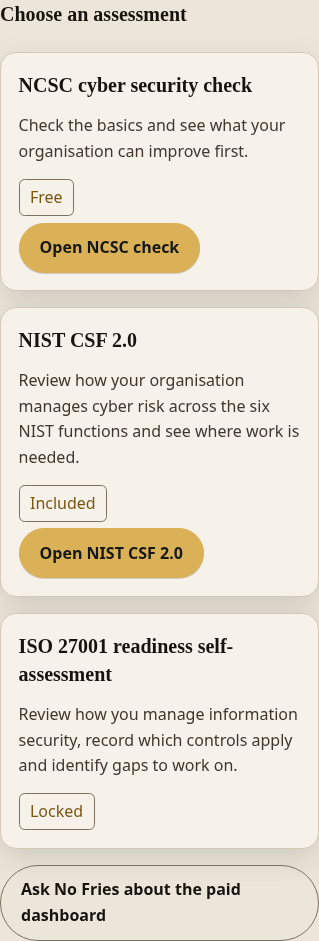 Choose an assessment
NCSC cyber security check
Check the basics and see what your
organisation can improve first.
Free
Open NCSC check
NIST CSF 2.0
Review how your organisation
manages cyber risk across the six
NIST functions and see where work is
needed.
Included
Open NIST CSF 2.0
ISO 27001 readiness self-
assessment
Review how you manage information
security, record which controls apply
and identify gaps to work on.
Locked
Ask No Fries about the paid
dashboard